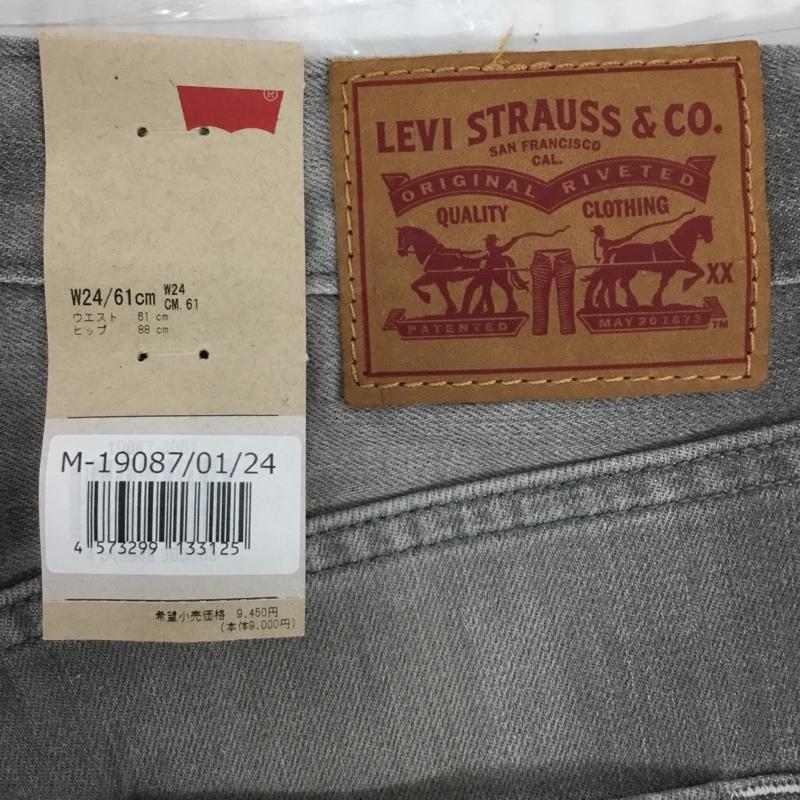 ®
W24/61cm
W24
CM. 61
ウエスト 61 cm
ヒップ 88 cm
M-19087/01/24
4 573299 133125
希望小売価格 9,450円
(本体9,000円)
LEVI STRAUSS & CO.
SAN FRANCISCO
CAL.
ORIGINAL RIVETED
QUALITY CLOTHING
XX
PATENTED MAY 20 1873 TM